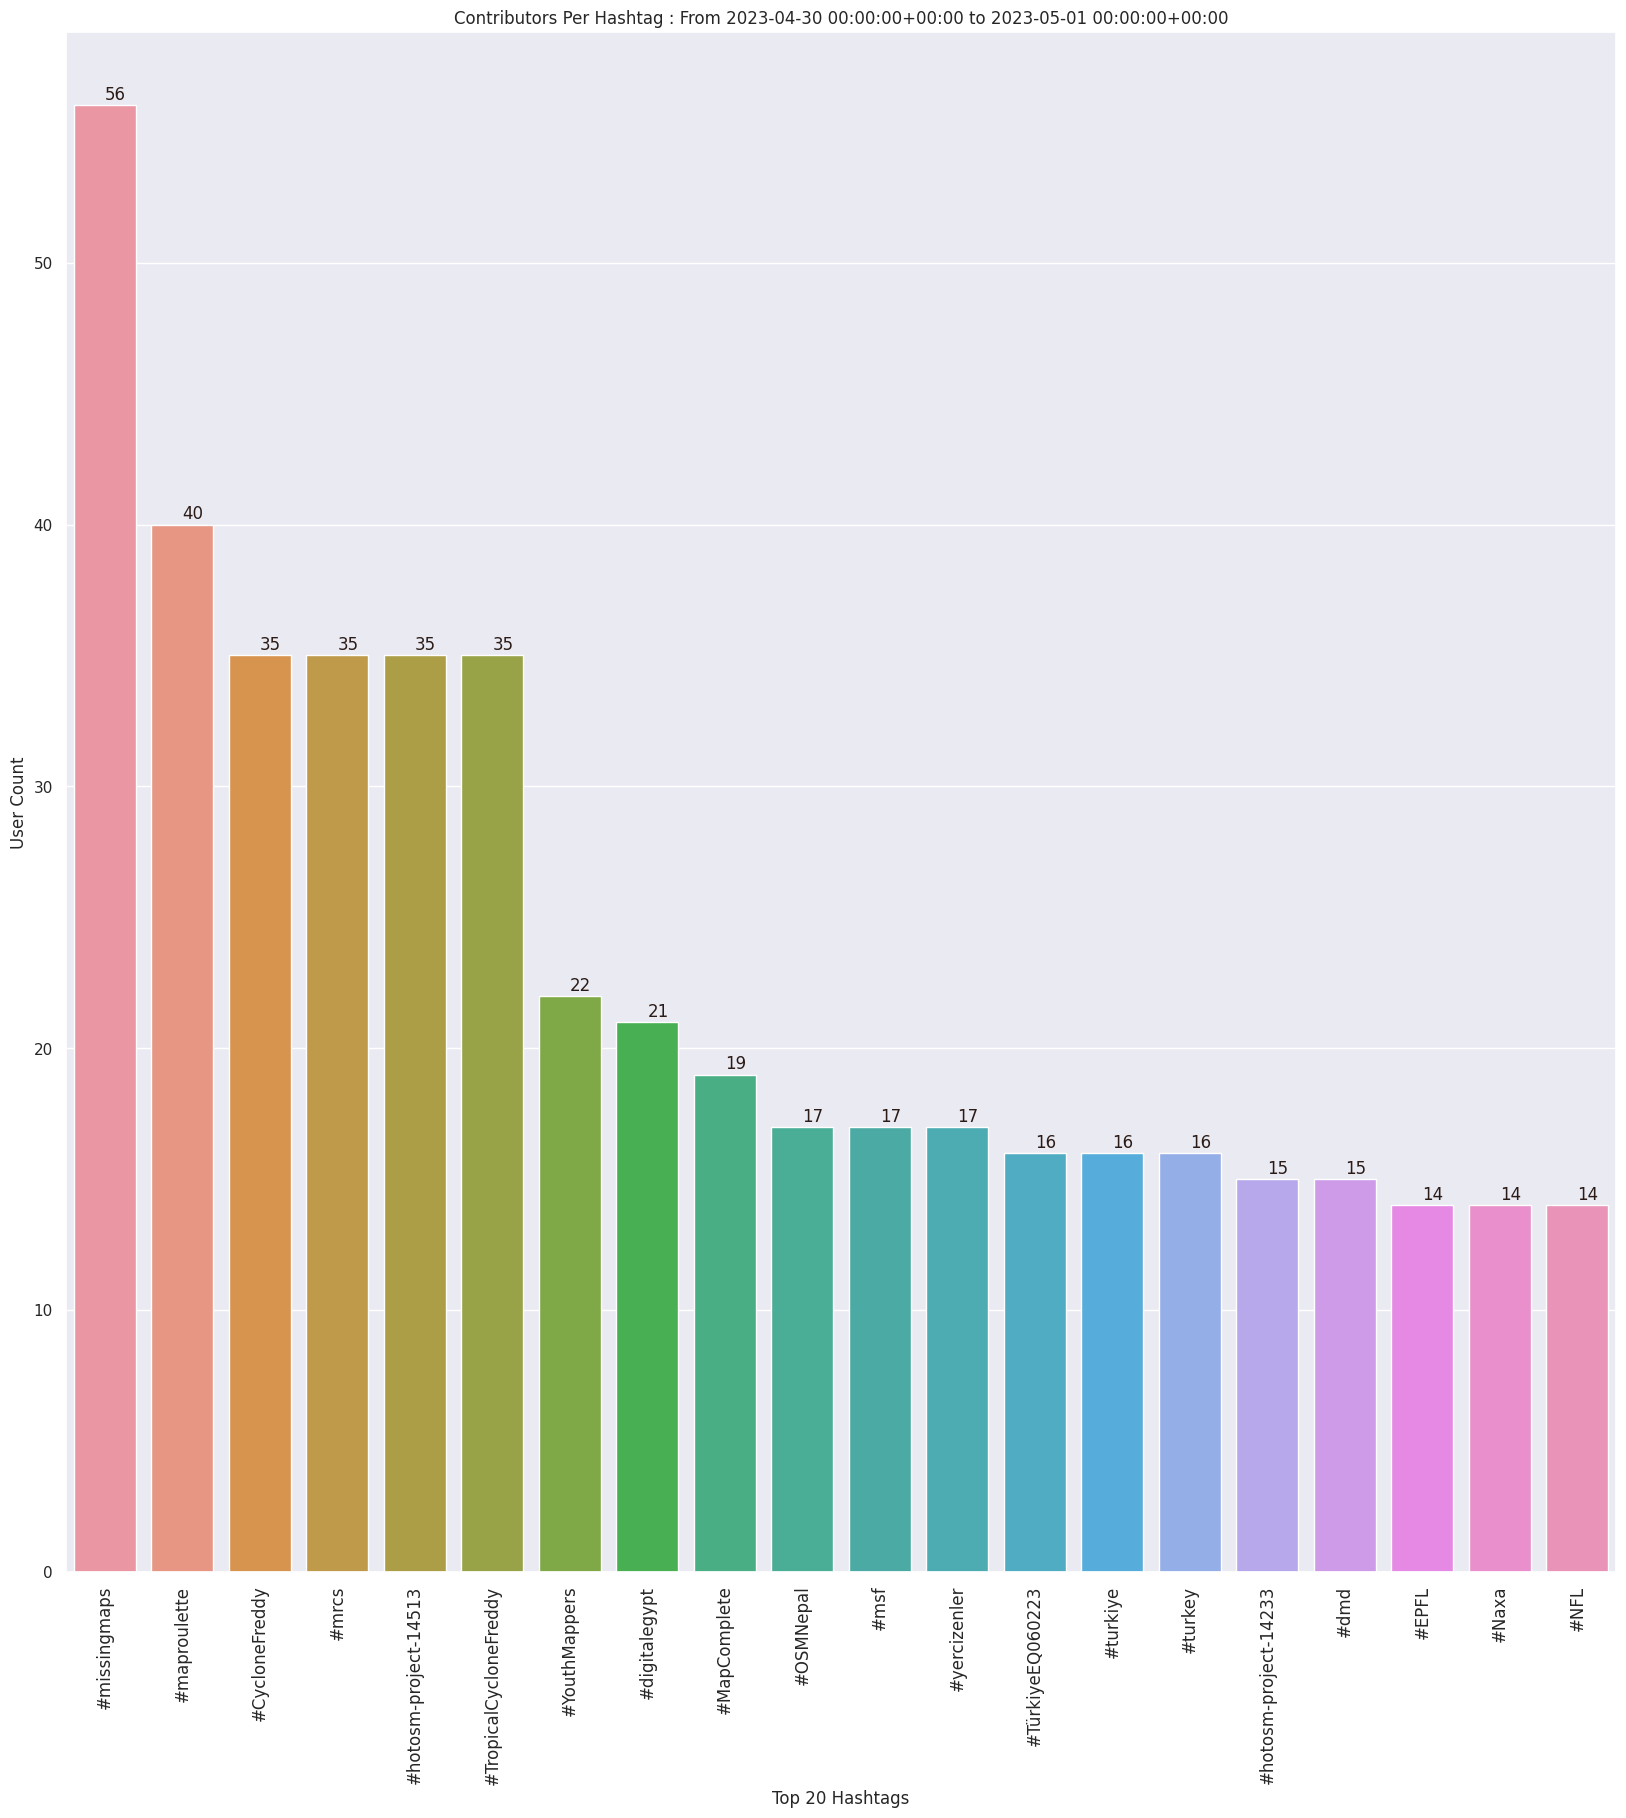 Contributors Per Hashtag : From 2023-04-30 00:00:00+00:00 to 2023-05-01 00:00:00+00:00
User Count
50
40
30
20
10
0
56
40
35
35
35
35
22
21
19
17
17
17
16
16
16
15
15
14
14
14
#missingmaps
#maproulette
#CycloneFreddy
#mrcs
#hotosm-project-14513
#TropicalCycloneFreddy
#YouthMappers
#digitalegypt
#MapComplete
#OSMNepal
#msf
#yercizenler
#TürkiyeEQ060223
#turkiye
#turkey
#hotosm-project-14233
#dmd
#EPFL
#Naxa
#NFL
Top 20 Hashtags